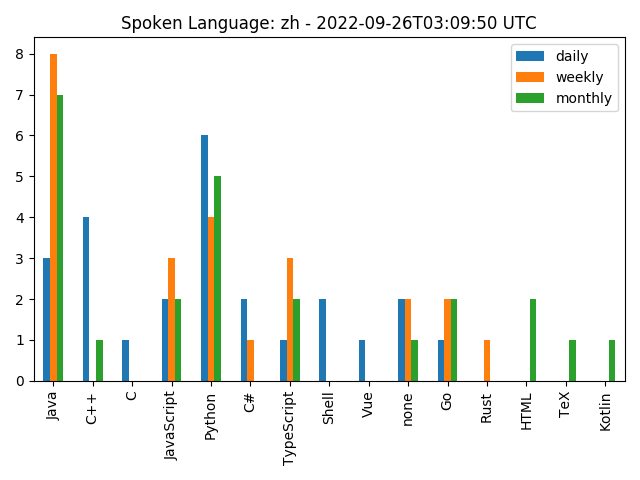 Spoken Language: zh - 2022-09-26T03:09:50 UTC
daily
weekly
monthly
8
7
6
5
4
3
2
1
0
Java
C++
C
JavaScript
Python
C#
TypeScript
Shell
Vue
none
Go
Rust
HTML
TeX
Kotlin